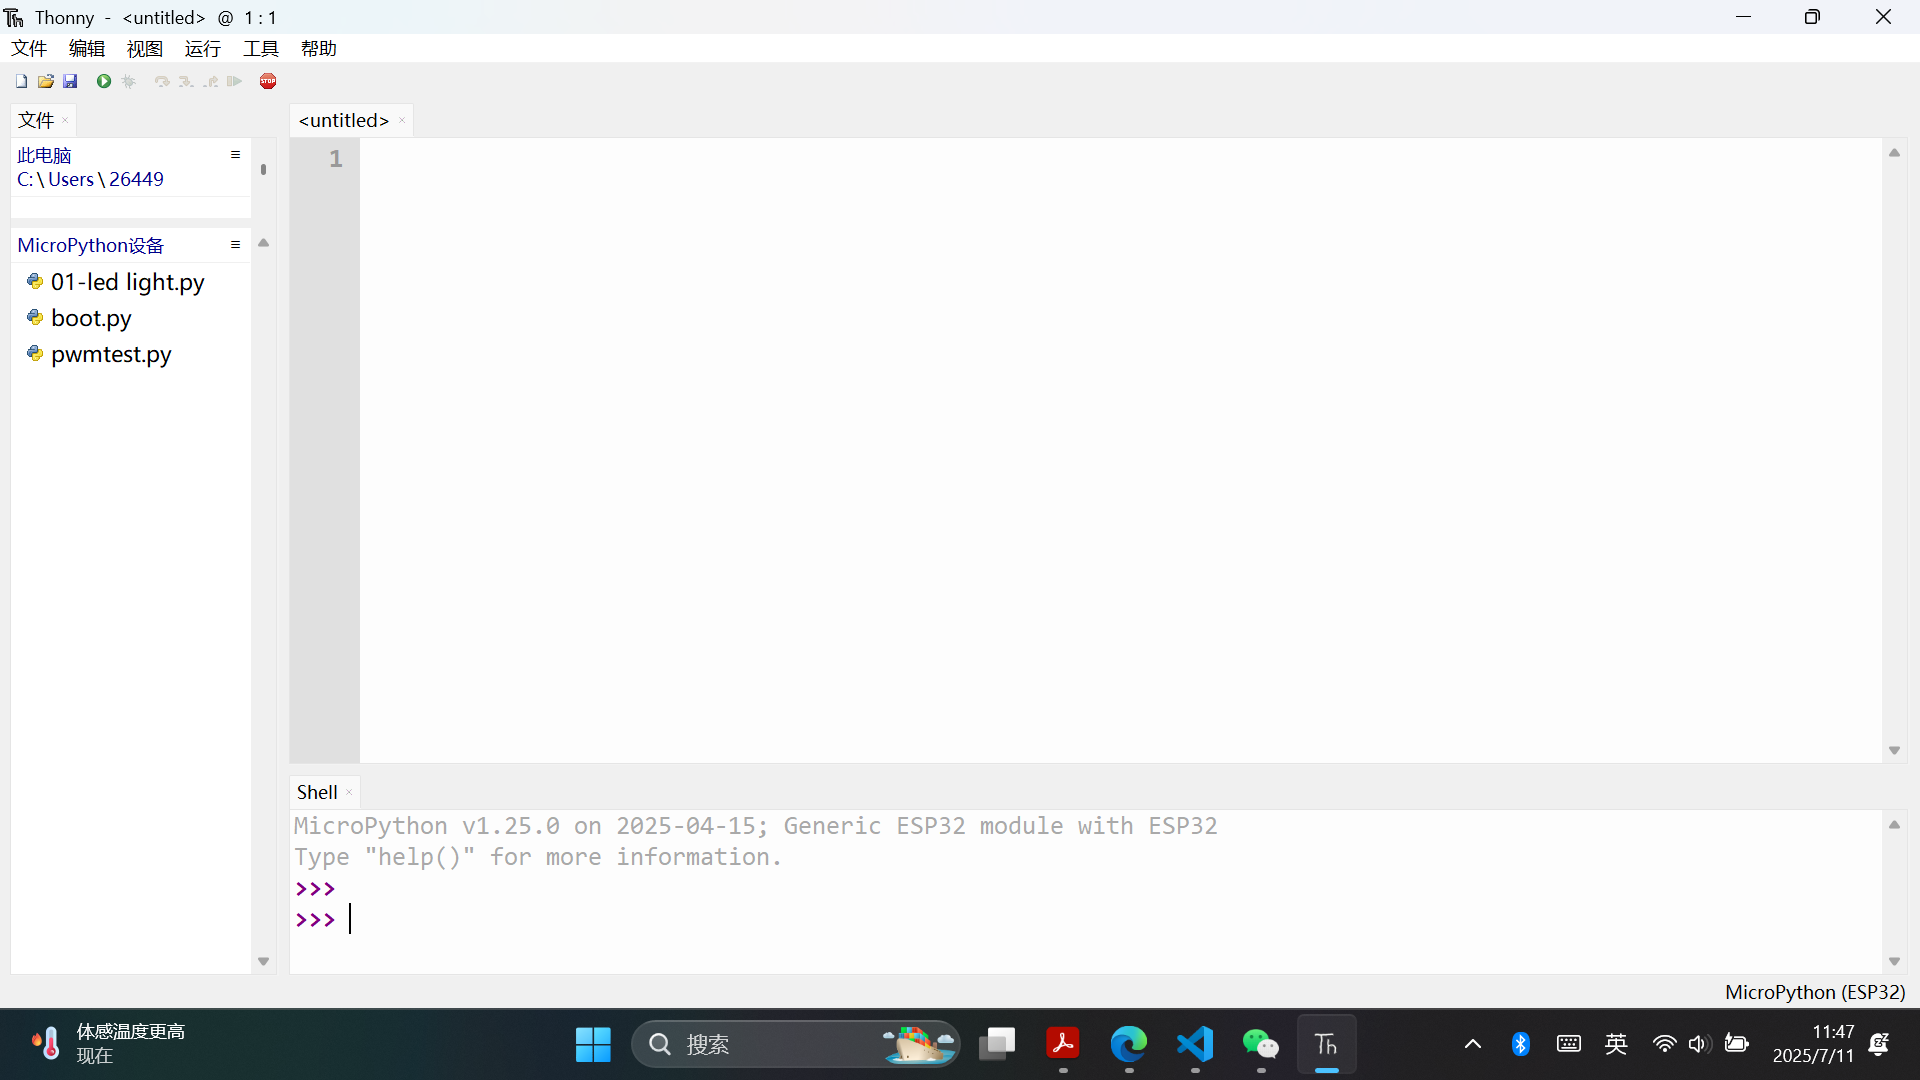 Thonny - <untitled> @ 1 : 1
文件 编辑 视图 运行 工具 帮助
STOP
文件
此电脑
C: \ Users \ 26449
MicroPython设备
01-led light.py
boot.py
pwmtest.py
<untitled>
1
Shell
MicroPython v1.25.0 on 2025-04-15; Generic ESP32 module with ESP32
Type "help()" for more information.
>>>
>>>
MicroPython (ESP32)
体感温度更高
现在
搜索
Th
英
11:47
2025/7/11